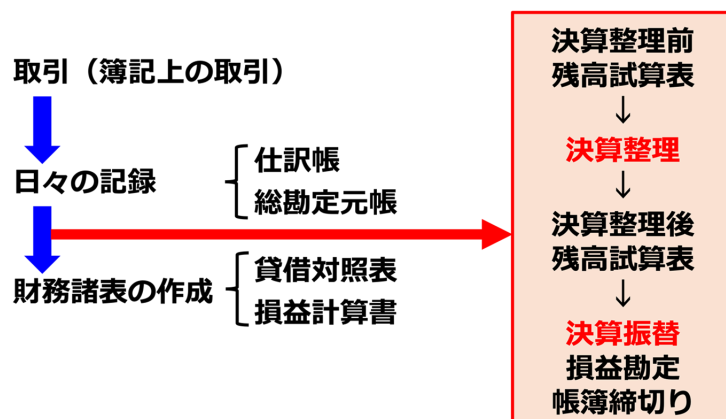 取引（簿記上の取引）
日々の記録
仕訳帳
総勘定元帳
財務諸表の作成
貸借対照表
損益計算書
決算整理前
残高試算表
↓
決算整理
↓
決算整理後
残高試算表
↓
決算振替
損益勘定
帳簿締切り